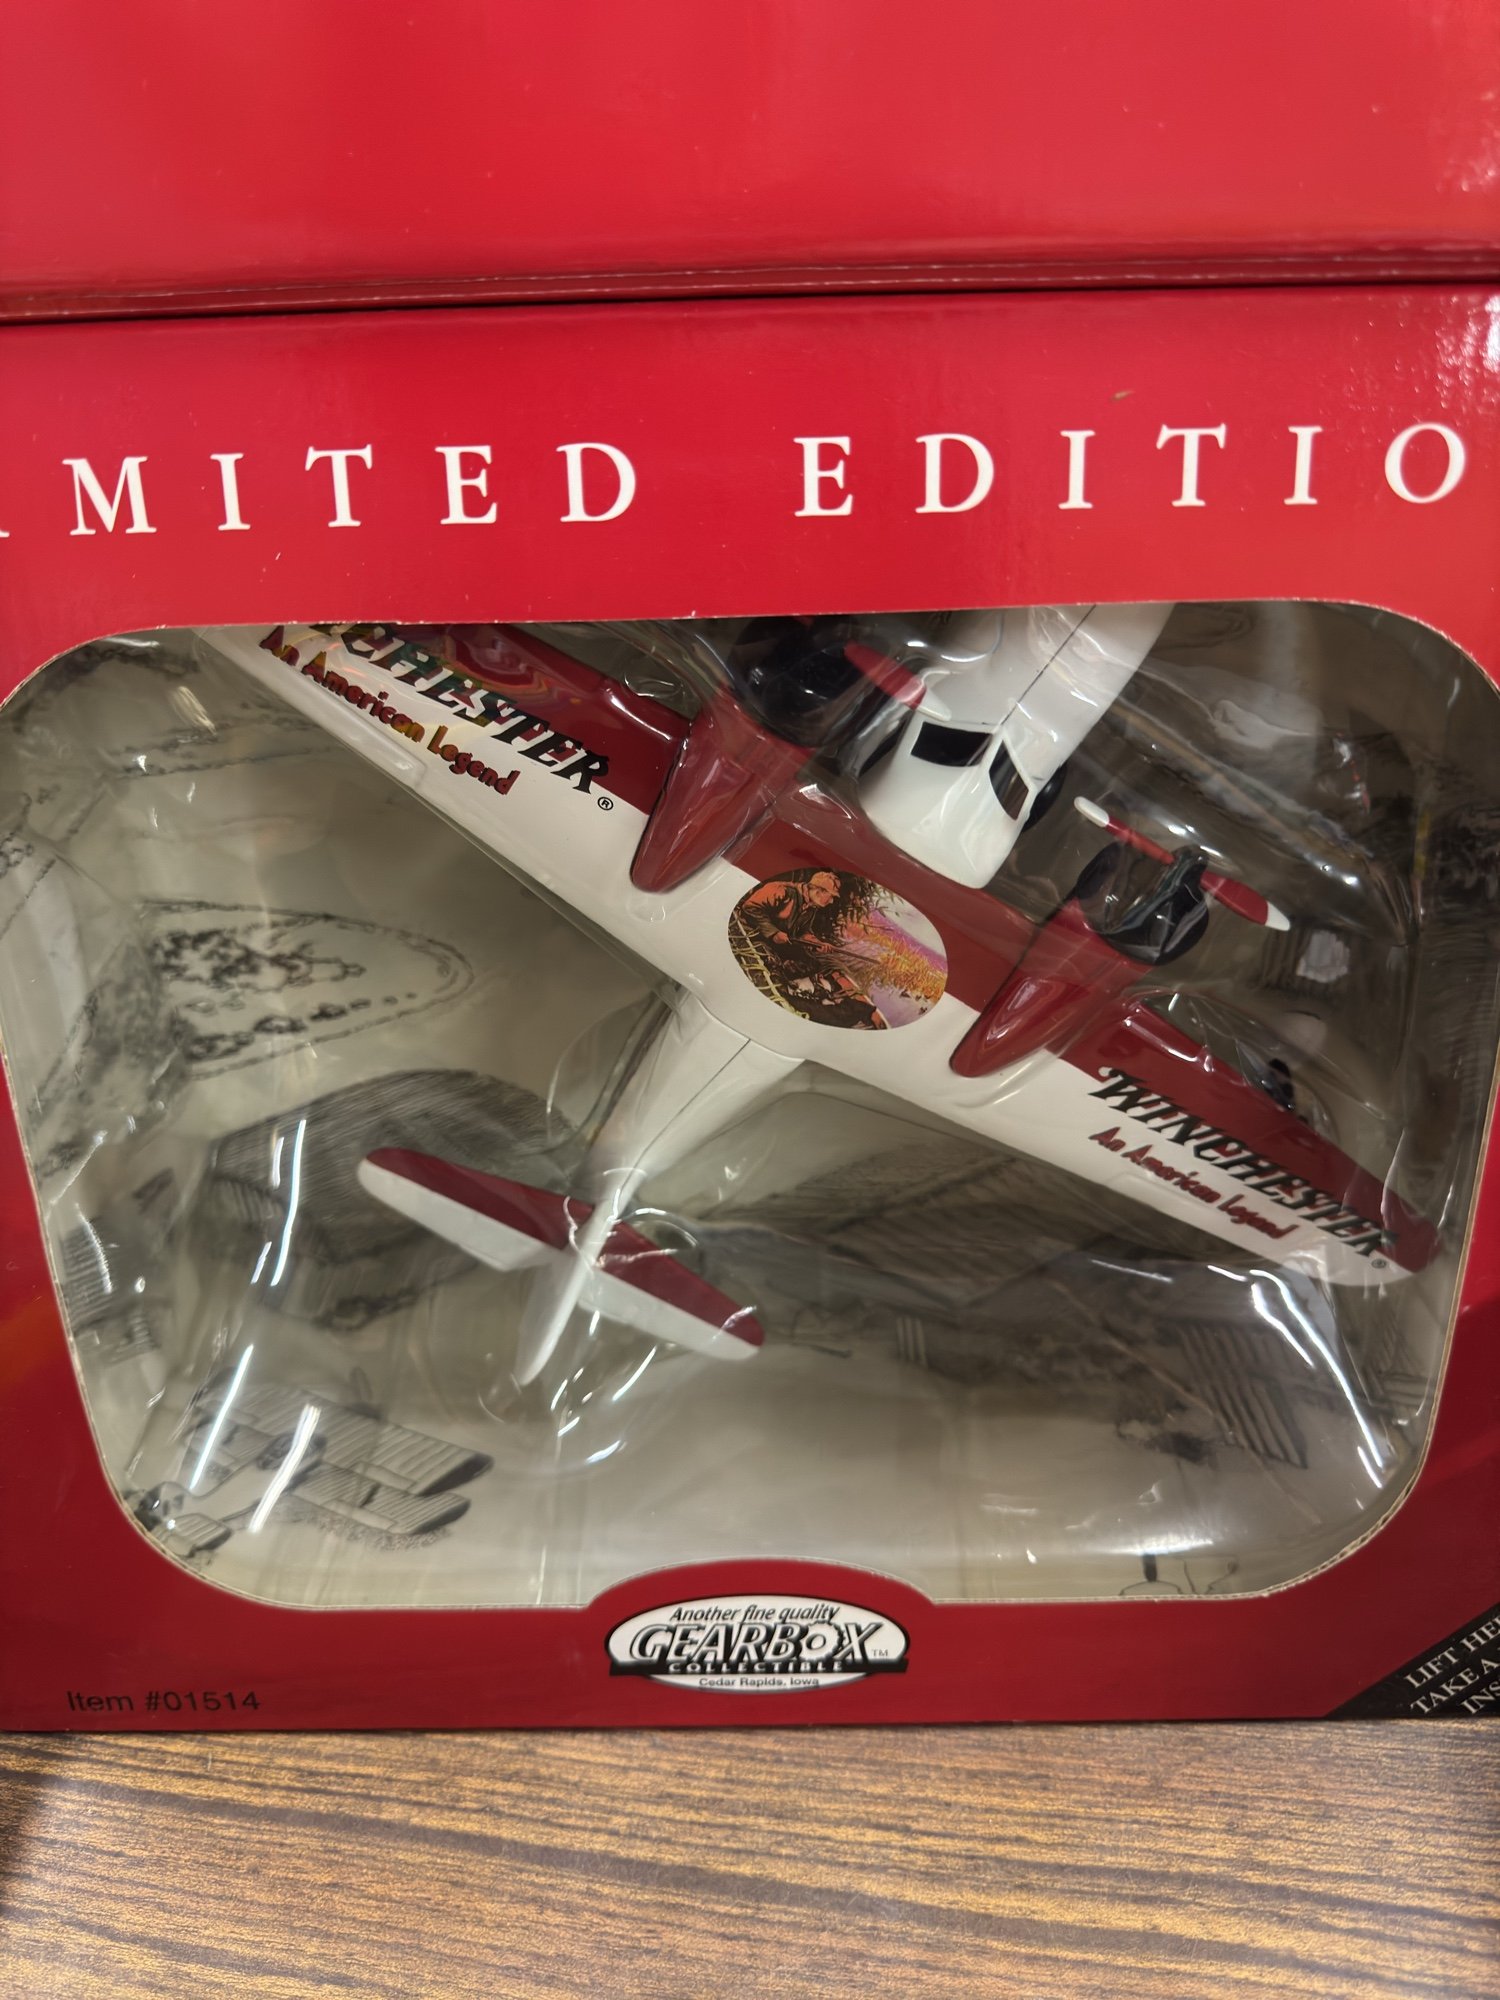 MITED EDITIO
CHESTER®
An American Legend
WINCHESTER®
An American Legend
Another fine quality
GEARBOX™
COLLECTIBLE
Cedar Rapids, Iowa
Item #01514
LIFT HE
TAKE A
INS